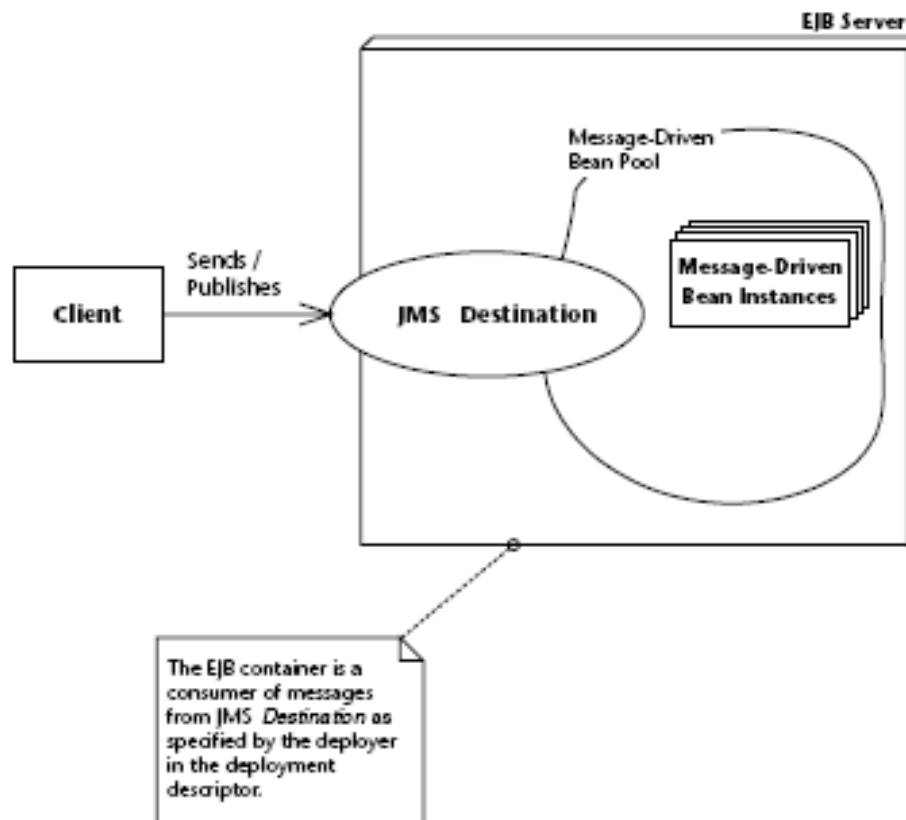 EJB Server
Message-Driven
Bean Pool
Sends /
Publishes
Client
JMS Destination
Message-Driven
Bean Instances
The EJB container is a
consumer of messages
from JMS Destination as
specified by the deployer
in the deployment
descriptor.